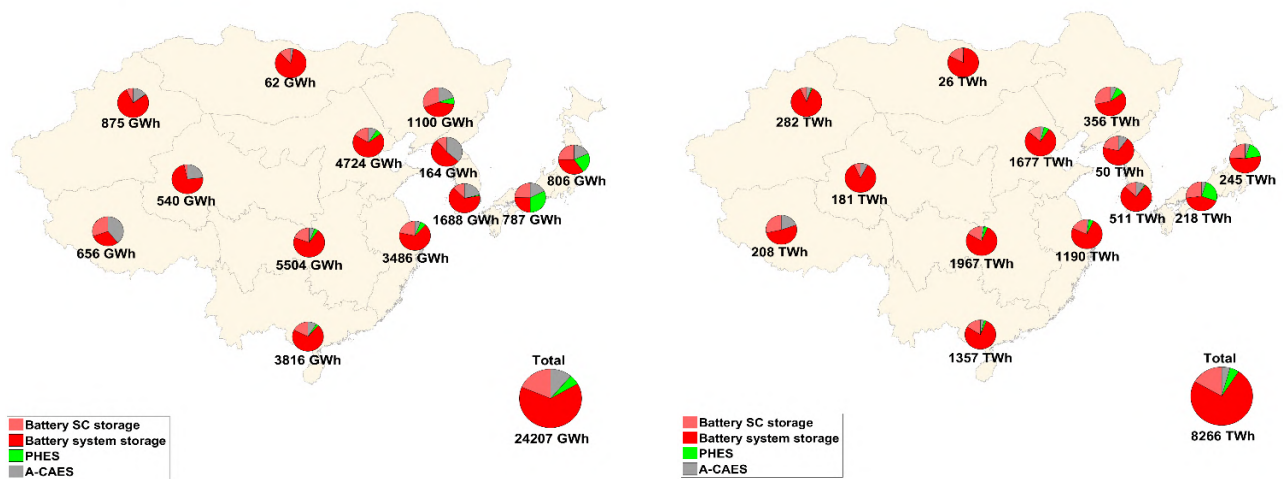 62 GWh
875 GWh
1100 GWh
4724 GWh
164 GWh
806 GWh
540 GWh
1688 GWh
787 GWh
656 GWh
5504 GWh
3486 GWh
3816 GWh
Total
24207 GWh
Battery SC storage
Battery system storage
PHES
A-CAES
26 TWh
282 TWh
356 TWh
1677 TWh
50 TWh
245 TWh
181 TWh
511 TWh
218 TWh
208 TWh
1967 TWh
1190 TWh
1357 TWh
Total
8266 TWh
Battery SC storage
Battery system storage
PHES
A-CAES